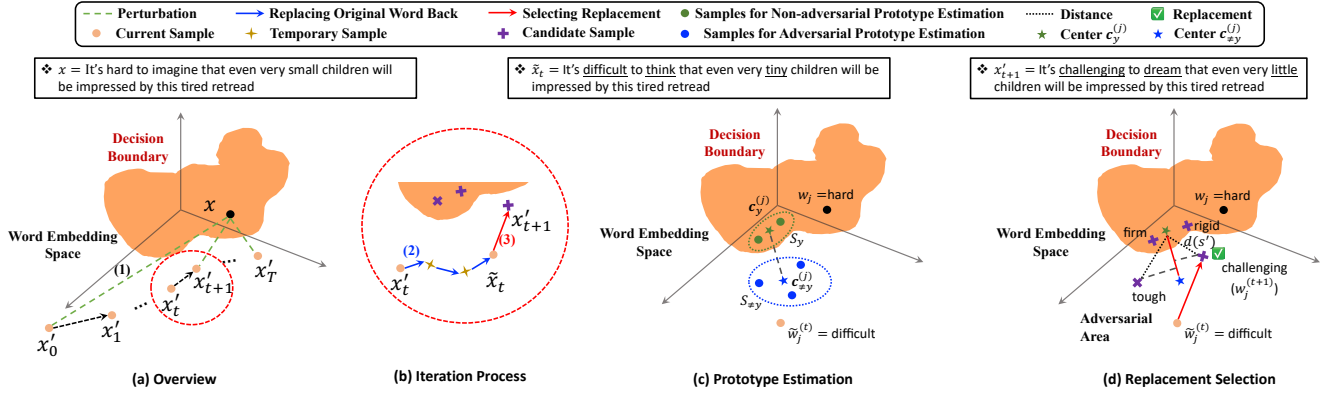 Perturbation
Replacing Original Word Back
Selecting Replacement
Samples for Non-adversarial Prototype Estimation
Distance
Replacement
Current Sample
Temporary Sample
Candidate Sample
Samples for Adversarial Prototype Estimation
Center c_y^{(j)}
Center c_{≠y}^{(j)}
❖ x = It's hard to imagine that even very small children will
be impressed by this tired retread
❖ x̃_t = It's difficult to think that even very tiny children will be
impressed by this tired retread
❖ x'_{t+1} = It's challenging to dream that even very little
children will be impressed by this tired retread
Decision
Boundary
x
Word Embedding
Space
(1)
x'_0
x'_1
...
x'_t
x'_{t+1}
...
x'_T
(a) Overview
(2)
(3)
x'_t
x̃_t
x'_{t+1}
(b) Iteration Process
Decision
Boundary
w_j =hard
c_y^{(j)}
S_y
Word Embedding
Space
c_{≠y}^{(j)}
S_{≠y}
w̃_j^{(t)} = difficult
(c) Prototype Estimation
Decision
Boundary
w_j =hard
Word Embedding
Space
firm
rigid
d(s')
challenging
(w_j^{(t+1)})
tough
Adversarial
Area
w̃_j^{(t)} = difficult
(d) Replacement Selection